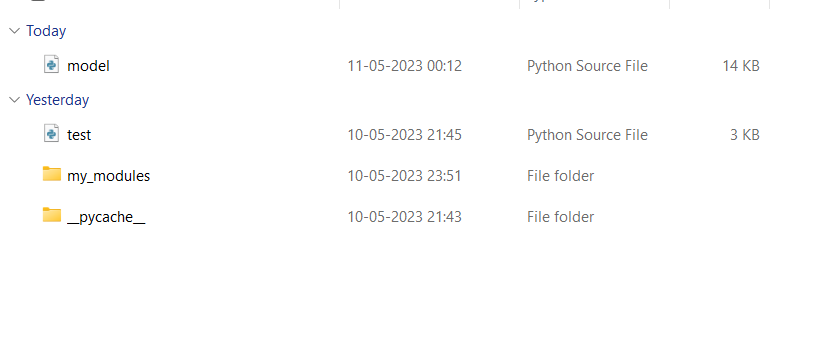 Today
model 11-05-2023 00:12 Python Source File 14 KB
Yesterday
test 10-05-2023 21:45 Python Source File 3 KB
my_modules 10-05-2023 23:51 File folder
__pycache__ 10-05-2023 21:43 File folder